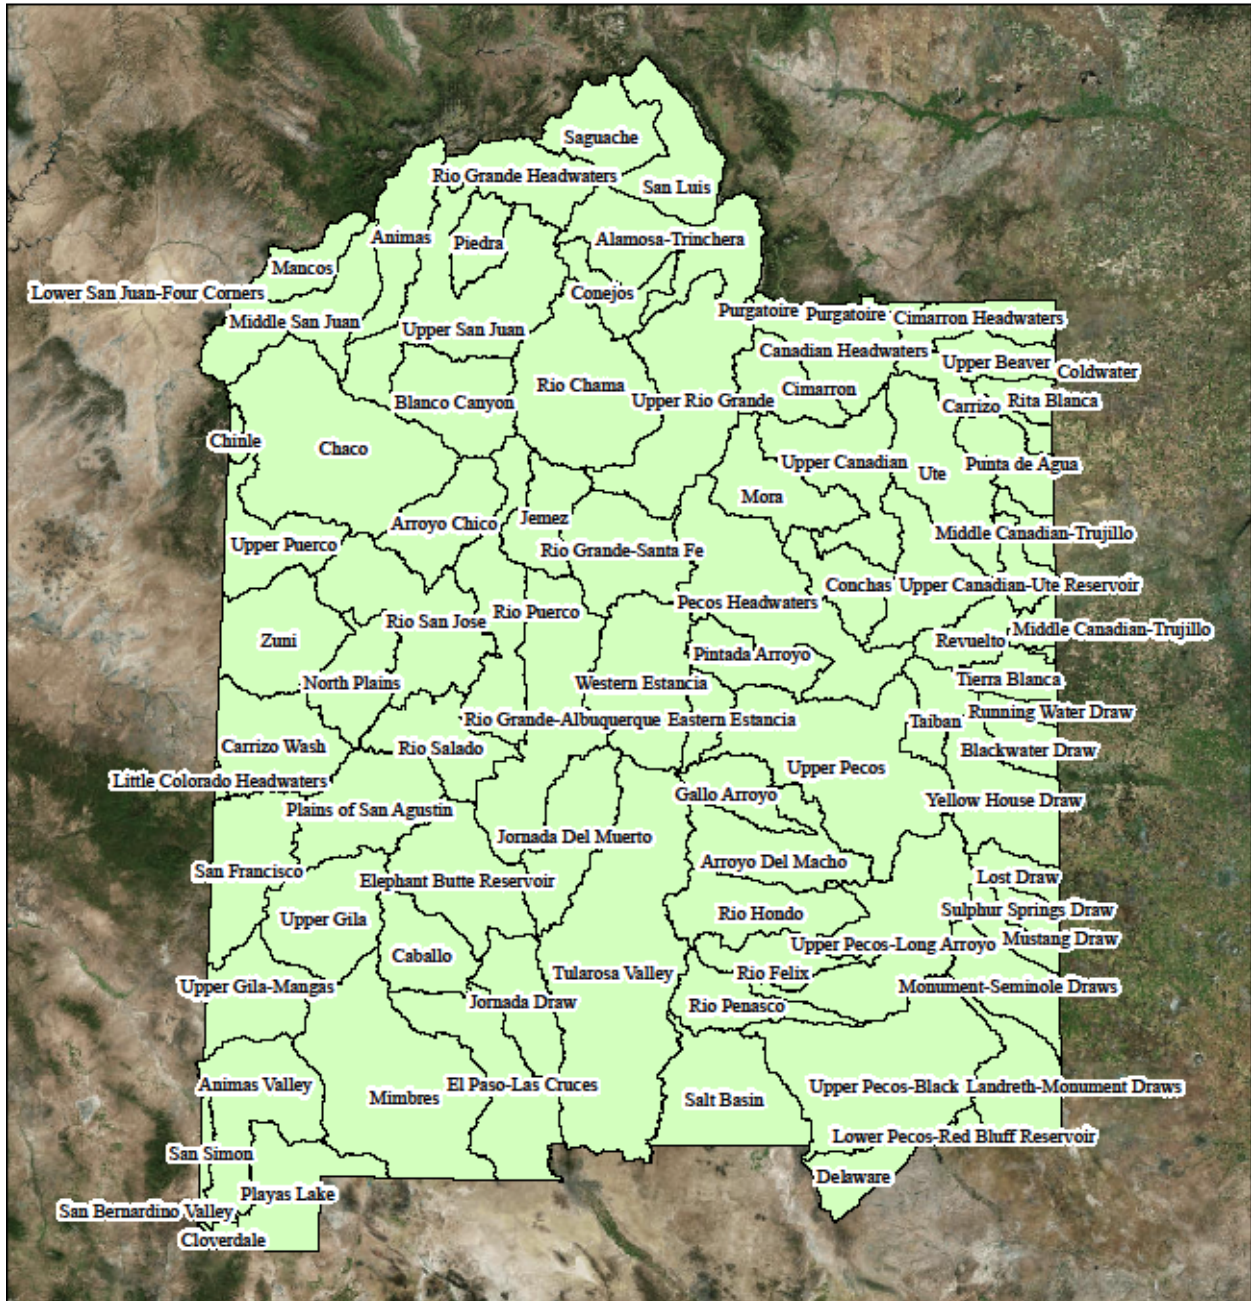 Saguache
Rio Grande Headwaters
San Luis
Animas
Piedra
Alamosa-Trinchera
Mancos
Lower San Juan-Four Corners
Conejos
Middle San Juan
Upper San Juan
Purgatoire
Purgatoire
Cimarron Headwaters
Canadian Headwaters
Upper Beaver
Coldwater
Rio Chama
Cimarron
Blanco Canyon
Upper Rio Grande
Carrizo
Rita Blanca
Chinle
Chaco
Upper Canadian
Ute
Punta de Agua
Mora
Arroyo Chico
Jemez
Middle Canadian-Trujillo
Upper Puerco
Rio Grande-Santa Fe
Conchas
Upper Canadian-Ute Reservoir
Pecos Headwaters
Rio Puerco
Rio San Jose
Middle Canadian-Trujillo
Zuni
Revuelto
Pintada Arroyo
North Plains
Western Estancia
Tierra Blanca
Running Water Draw
Rio Grande-Albuquerque
Eastern Estancia
Taiban
Carrizo Wash
Rio Salado
Blackwater Draw
Upper Pecos
Little Colorado Headwaters
Gallo Arroyo
Yellow House Draw
Plains of San Agustin
Jornada Del Muerto
Arroyo Del Macho
San Francisco
Elephant Butte Reservoir
Lost Draw
Upper Gila
Rio Hondo
Sulphur Springs Draw
Upper Pecos-Long Arroyo
Mustang Draw
Caballo
Tularosa Valley
Rio Felix
Upper Gila-Mangas
Monument-Seminole Draws
Jornada Draw
Rio Penasco
Animas Valley
El Paso-Las Cruces
Upper Pecos-Black
Landreth-Monument Draws
Mimbres
Salt Basin
Lower Pecos-Red Bluff Reservoir
San Simon
Delaware
Playas Lake
San Bernardino Valley
Cloverdale